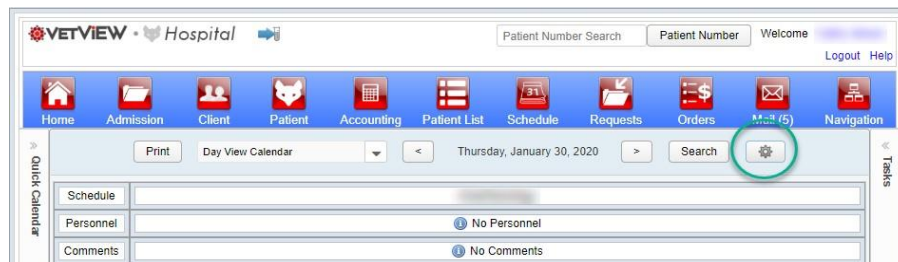 VETVIEW · Hospital Patient Number Search Patient Number Welcome
Logout Help
Home Admission Client Patient Accounting Patient List Schedule Requests Orders Mail (5) Navigation
» Quick Calendar
Print Day View Calendar < Thursday, January 30, 2020 > Search
« Tasks
Schedule
Personnel No Personnel
Comments No Comments